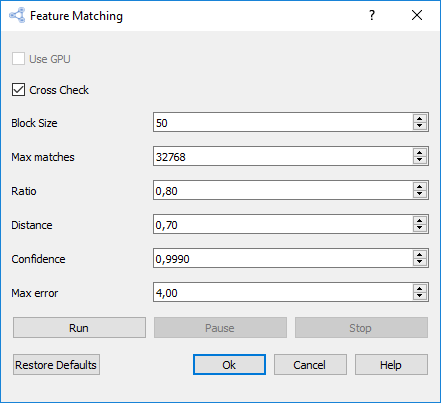 Feature Matching
Use GPU
Cross Check
Block Size 50
Max matches 32768
Ratio 0,80
Distance 0,70
Confidence 0,9990
Max error 4,00
Run Pause Stop
Restore Defaults Ok Cancel Help